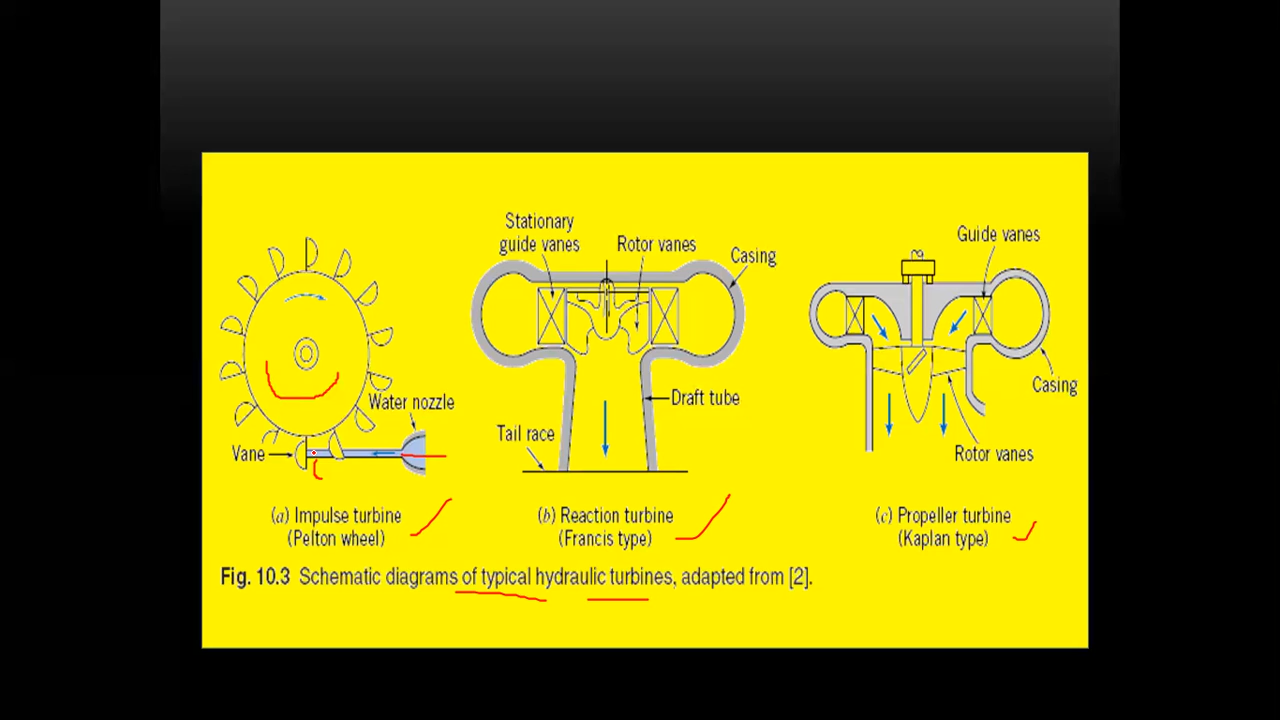 Stationary
guide vanes
Rotor vanes
Casing
Guide vanes
Water nozzle
Vane
Draft tube
Tail race
Casing
Rotor vanes
(a) Impulse turbine
(Pelton wheel)
(b) Reaction turbine
(Francis type)
(c) Propeller turbine
(Kaplan type)
Fig. 10.3 Schematic diagrams of typical hydraulic turbines, adapted from [2].